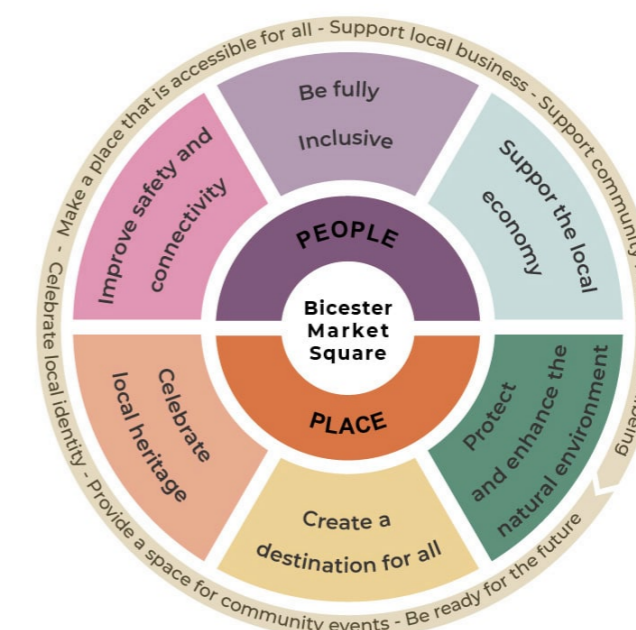 Make a place that is accessible for all - Support local business - Support community
Be ready for the future
Provide a space for community events -
Celebrate local identity -
Be fully
Inclusive
Suppor the local
economy
Protect
and enhance the
natural environment
Create a
destination for all
Celebrate
local heritage
Improve safety and
connectivity
PEOPLE
Bicester
Market
Square
PLACE